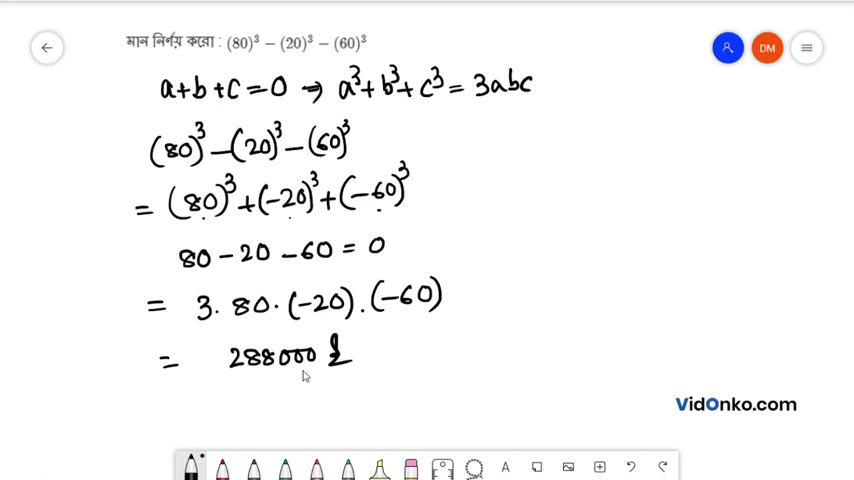 মান নির্ণয় করো : (80)³ − (20)³ − (60)³
DM
a+b+c=0 → a³+b³+c³=3abc
(80)³ −(20)³ −(60)³
= (80)³+(−20)³+(−60)³
80 − 20 − 60 = 0
= 3. 80. (−20). (−60)
= 288000
VidOnko.com
A